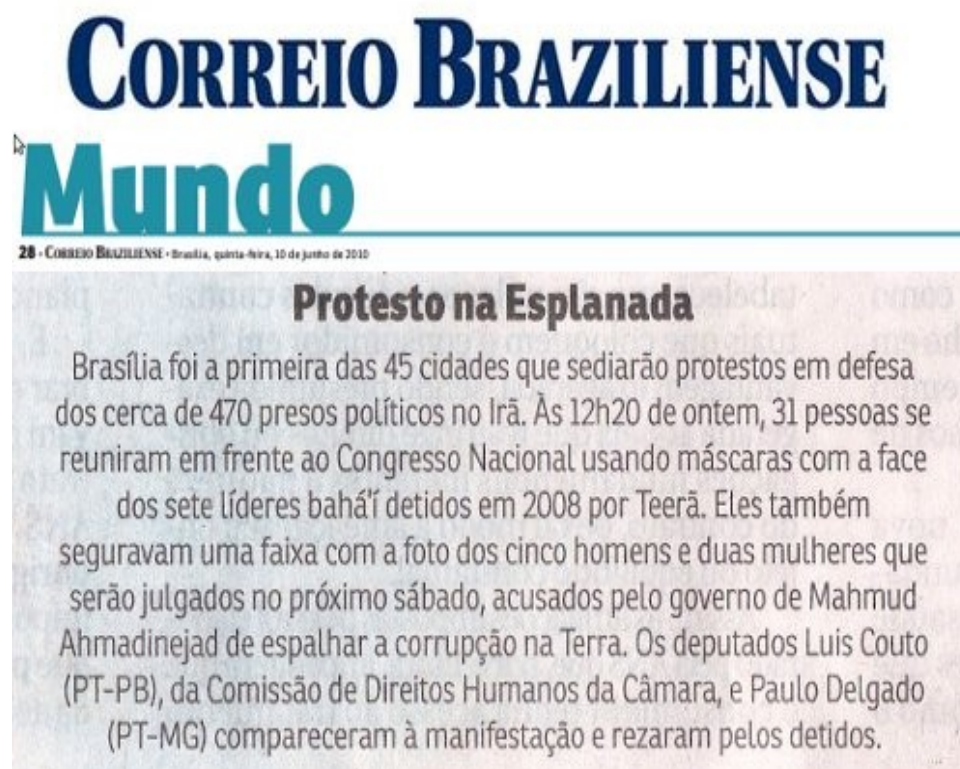 CORREIO BRAZILIENSE
Mundo
28 • CORREIO BRAZILIENSE • Brasília, quinta-feira, 10 de junho de 2010
Protesto na Esplanada
Brasília foi a primeira das 45 cidades que sediarão protestos em defesa
dos cerca de 470 presos políticos no Irã. Às 12h20 de ontem, 31 pessoas se
reuniram em frente ao Congresso Nacional usando máscaras com a face
dos sete líderes bahá'í detidos em 2008 por Teerã. Eles também
seguravam uma faixa com a foto dos cinco homens e duas mulheres que
serão julgados no próximo sábado, acusados pelo governo de Mahmud
Ahmadinejad de espalhar a corrupção na Terra. Os deputados Luis Couto
(PT-PB), da Comissão de Direitos Humanos da Câmara, e Paulo Delgado
(PT-MG) compareceram à manifestação e rezaram pelos detidos.